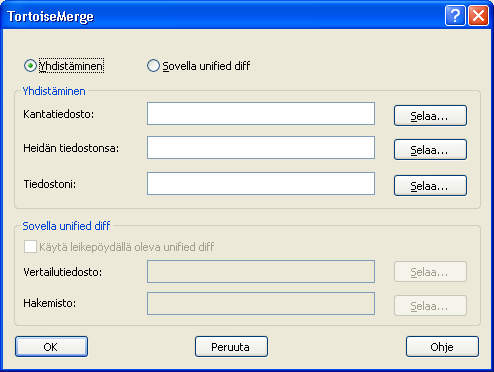 TortoiseMerge
Yhdistäminen Sovella unified diff
Yhdistäminen
Kantatiedosto: Selaa...
Heidän tiedostonsa: Selaa...
Tiedostoni: Selaa...
Sovella unified diff
Käytä leikepöydällä oleva unified diff
Vertailutiedosto: Selaa...
Hakemisto: Selaa...
OK Peruuta Ohje